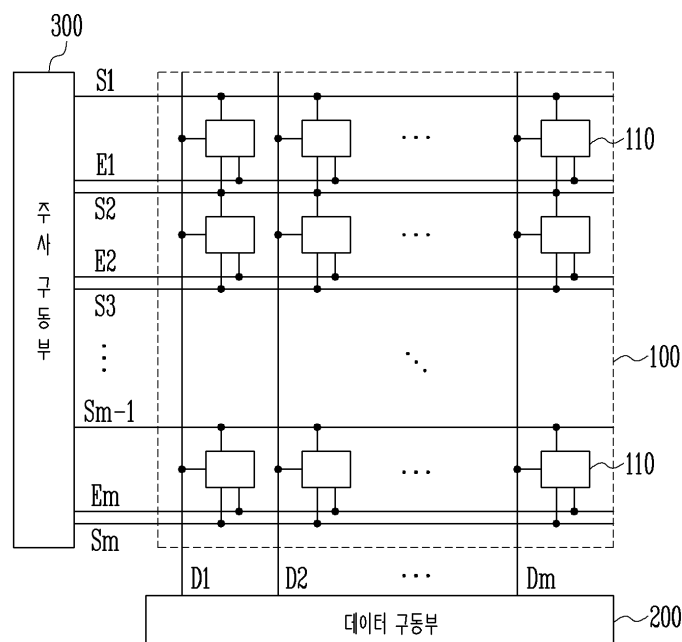 300
S1
110
E1
S2
E2
S3
주사 구동부
100
Sm-1
110
Em
Sm
D1 D2 ... Dm
데이터 구동부
200